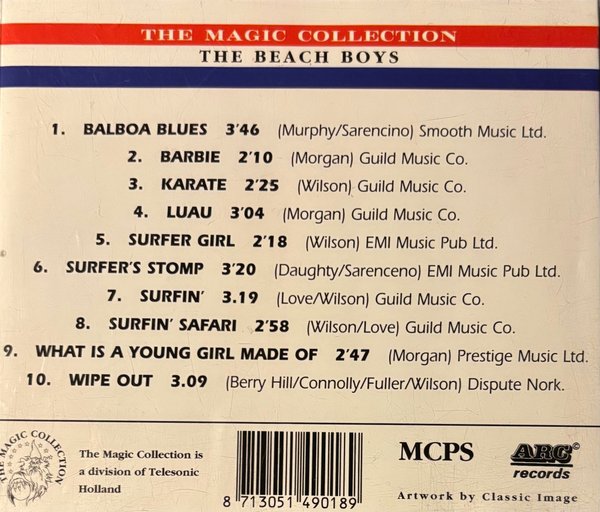 THE MAGIC COLLECTION
THE BEACH BOYS
1. BALBOA BLUES 3'46 (Murphy/Sarencino) Smooth Music Ltd.
2. BARBIE 2'10 (Morgan) Guild Music Co.
3. KARATE 2'25 (Wilson) Guild Music Co.
4. LUAU 3'04 (Morgan) Guild Music Co.
5. SURFER GIRL 2'18 (Wilson) EMI Music Pub Ltd.
6. SURFER'S STOMP 3'20 (Daughty/Sarenceno) EMI Music Pub Ltd.
7. SURFIN' 3.19 (Love/Wilson) Guild Music Co.
8. SURFIN' SAFARI 2'58 (Wilson/Love) Guild Music Co.
9. WHAT IS A YOUNG GIRL MADE OF 2'47 (Morgan) Prestige Music Ltd.
10. WIPE OUT 3.09 (Berry Hill/Connolly/Fuller/Wilson) Dispute Nork.
THE MAGIC COLLECTION
The Magic Collection is
a division of Telesonic
Holland
8 713051 490189
MCPS
ARC©
records
Artwork by Classic Image